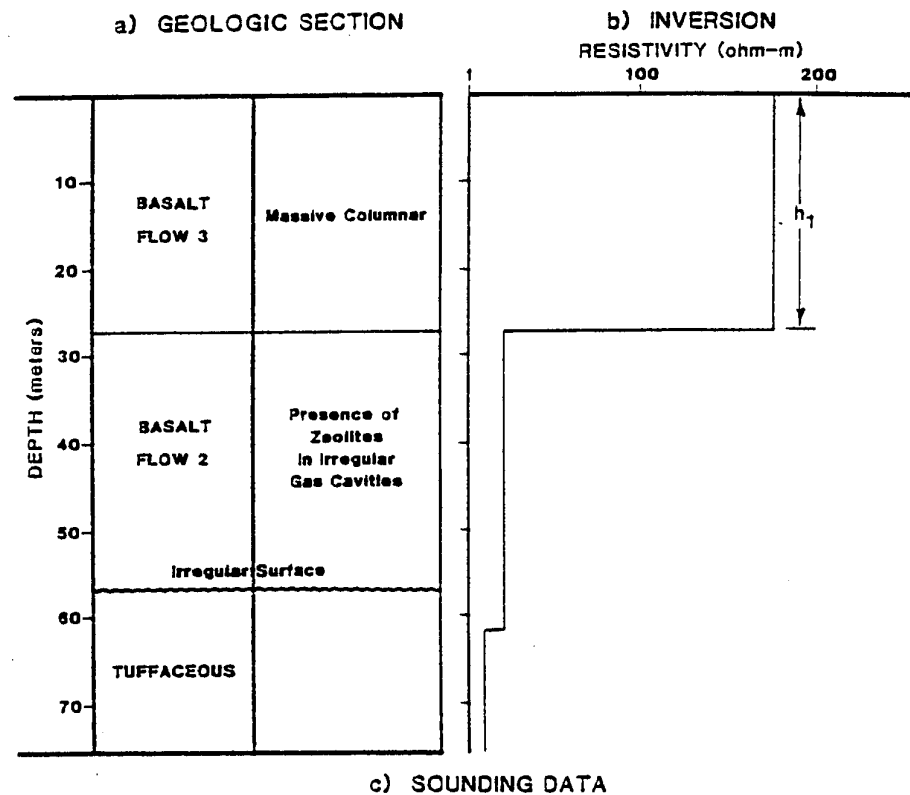 a) GEOLOGIC SECTION
b) INVERSION
RESISTIVITY (ohm-m)
1
100
200
DEPTH (meters)
10
20
30
40
50
60
70
BASALT
FLOW 3
Massive Columnar
h1
BASALT
FLOW 2
Presence of
Zeolites
In Irregular
Gas Cavities
Irregular Surface
TUFFACEOUS
c) SOUNDING DATA